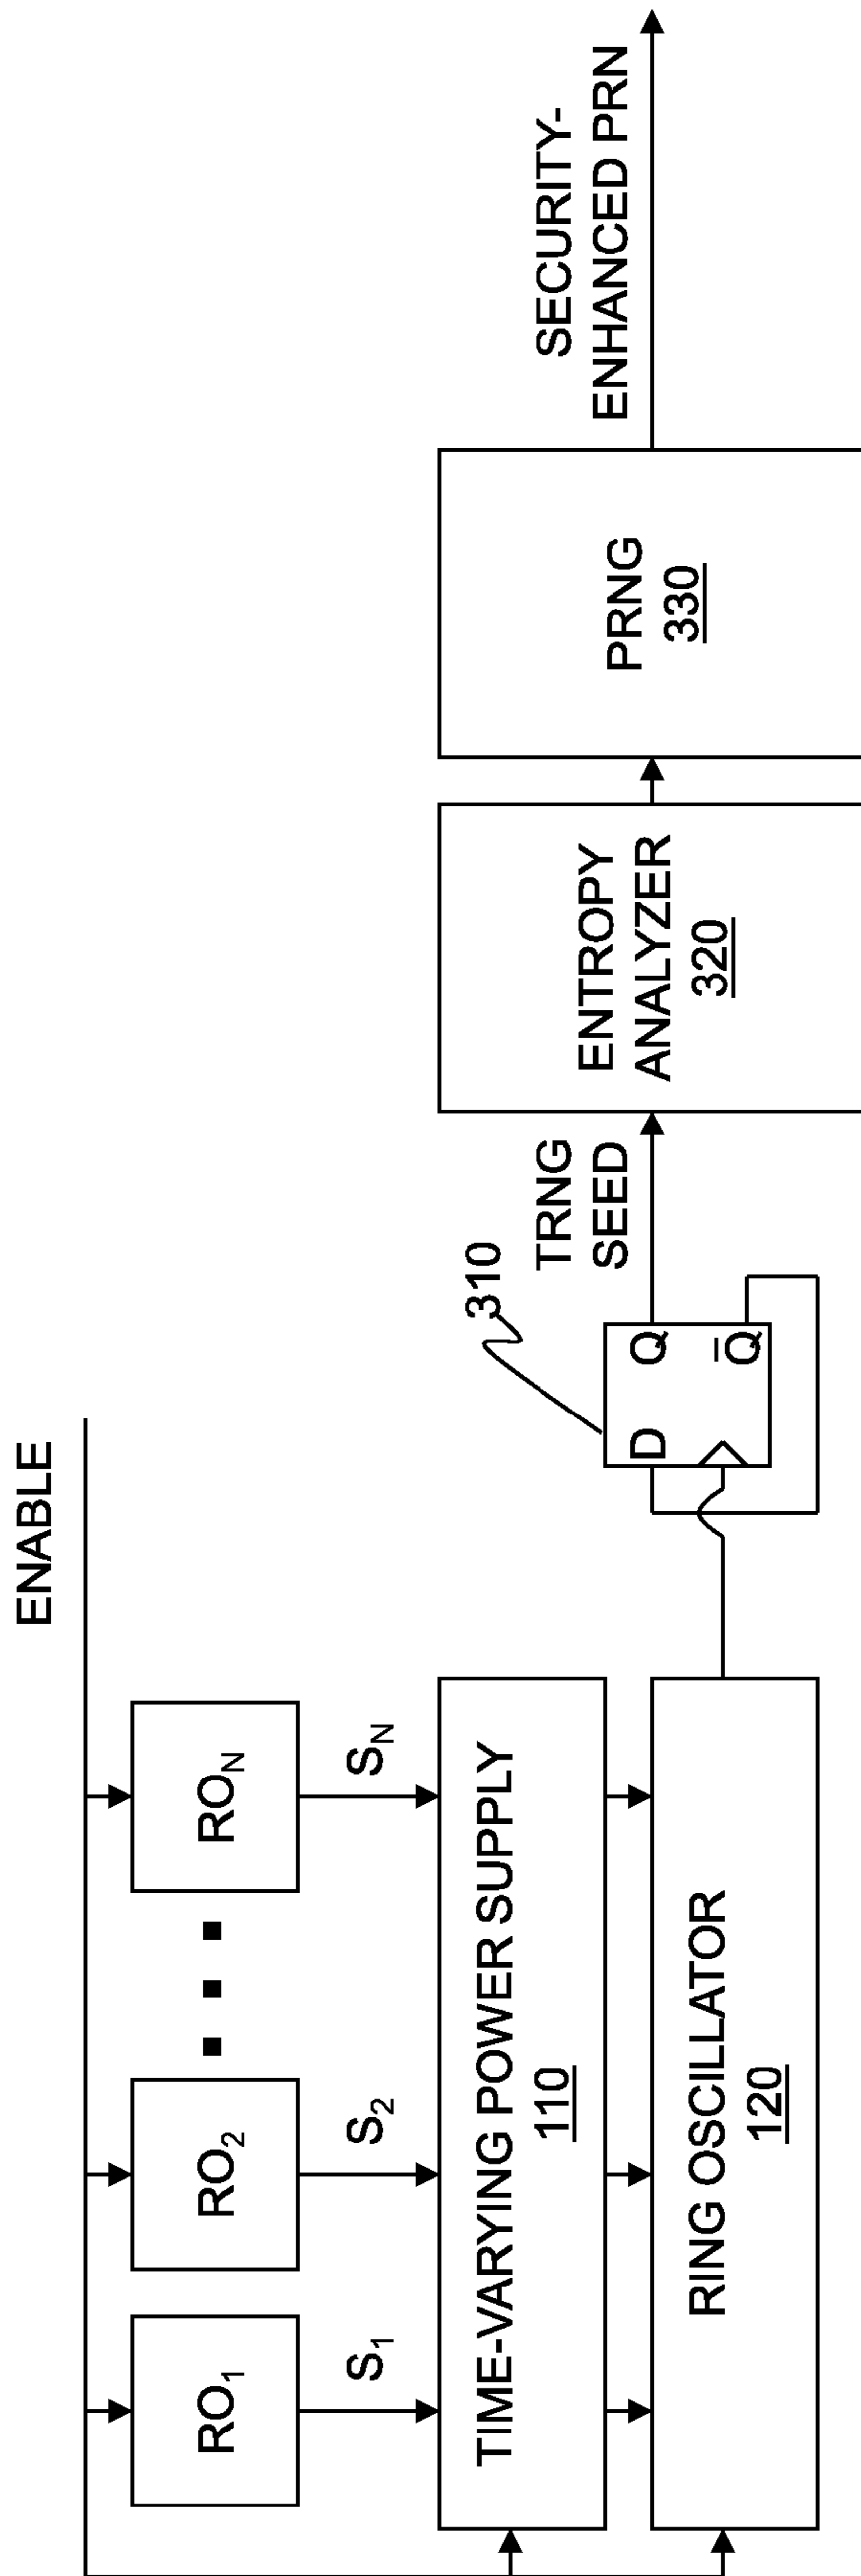 ENABLE
RO1
RO2
RON
S1
S2
SN
TIME-VARYING POWER SUPPLY
110
RING OSCILLATOR
120
310
D
Q
Q̅
TRNG
SEED
ENTROPY
ANALYZER
320
PRNG
330
SECURITY-
ENHANCED PRN